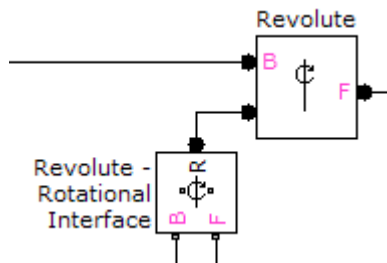 Revolute
B
F
R
Revolute -
Rotational
Interface
B F